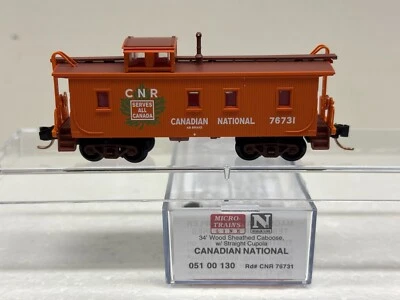 CNR
SERVES
ALL
CANADA
CANADIAN NATIONAL 76731
MICRO-
TRAINS
LINE
N
34' Wood Sheathed Caboose,
w/ Straight Cupola
CANADIAN NATIONAL
051 00 130 Rd# CNR 76731